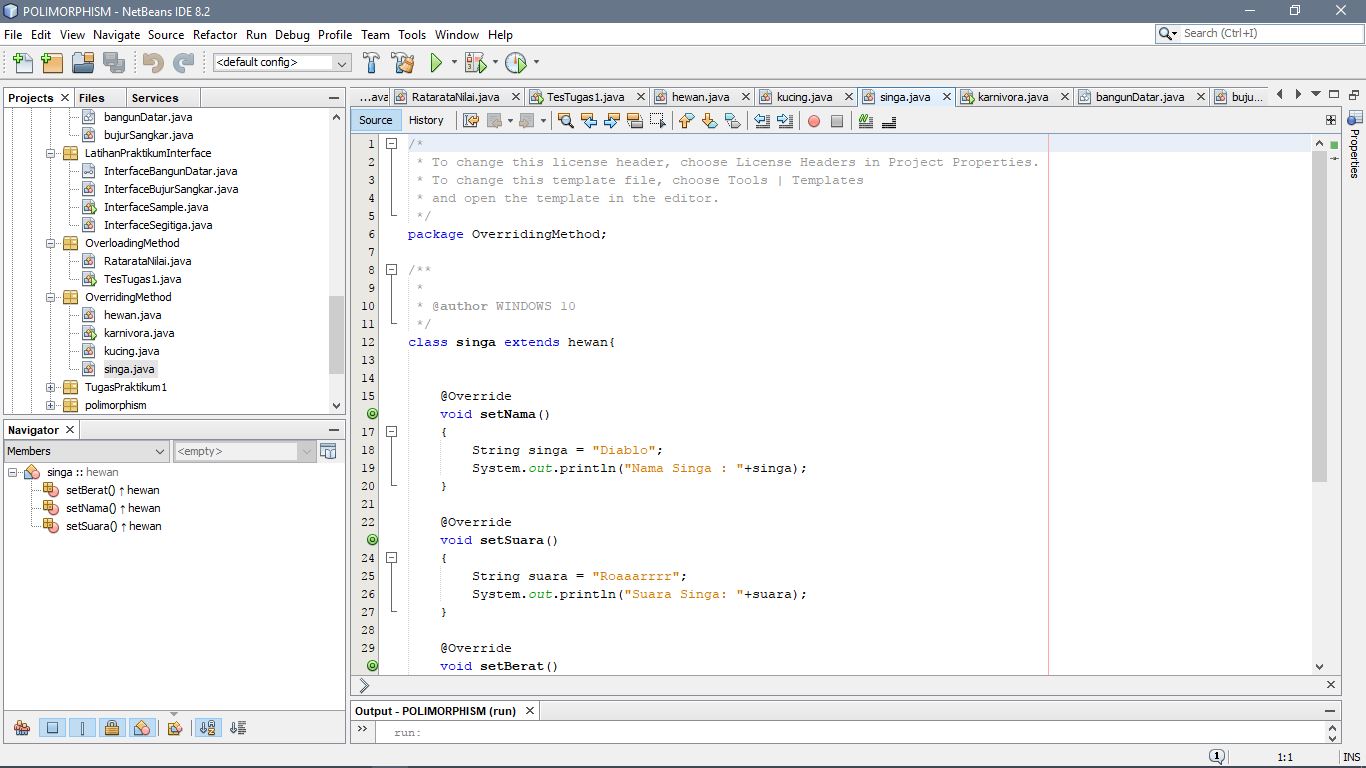 POLIMORPHISM - NetBeans IDE 8.2
File Edit View Navigate Source Refactor Run Debug Profile Team Tools Window Help
Search (Ctrl+I)
<default config>
Projects Files Services
bangunDatar.java
bujurSangkar.java
LatihanPraktikumInterface
InterfaceBangunDatar.java
InterfaceBujurSangkar.java
InterfaceSample.java
InterfaceSegitiga.java
OverloadingMethod
RatarataNilai.java
TesTugas1.java
OverridingMethod
hewan.java
karnivora.java
kucing.java
singa.java
TugasPraktikum1
polimorphism
Navigator
Members <empty>
singa :: hewan
setBerat() ↑ hewan
setNama() ↑ hewan
setSuara() ↑ hewan
...ava RatarataNilai.java TesTugas1.java hewan.java kucing.java singa.java karnivora.java bangunDatar.java buju...
Source History
1 /*
2 * To change this license header, choose License Headers in Project Properties.
3 * To change this template file, choose Tools | Templates
4 * and open the template in the editor.
5 */
6 package OverridingMethod;
7
8 /**
9 *
10 * @author WINDOWS 10
11 */
12 class singa extends hewan{
13
14
15 @Override
void setNama()
17 {
18 String singa = "Diablo";
19 System.out.println("Nama Singa : "+singa);
20 }
21
22 @Override
void setSuara()
24 {
25 String suara = "Roaaarrrr";
26 System.out.println("Suara Singa: "+suara);
27 }
28
29 @Override
void setBerat()
Properties
Output - POLIMORPHISM (run)
run:
1
1:1 INS